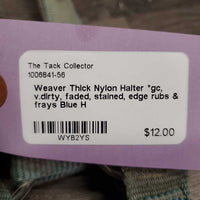 The Tack Collector
1006841-56
Weaver Thick Nylon Halter *gc,
v.dirty, faded, stained, edge rubs &
frays Blue H
WY82YS
$12.00